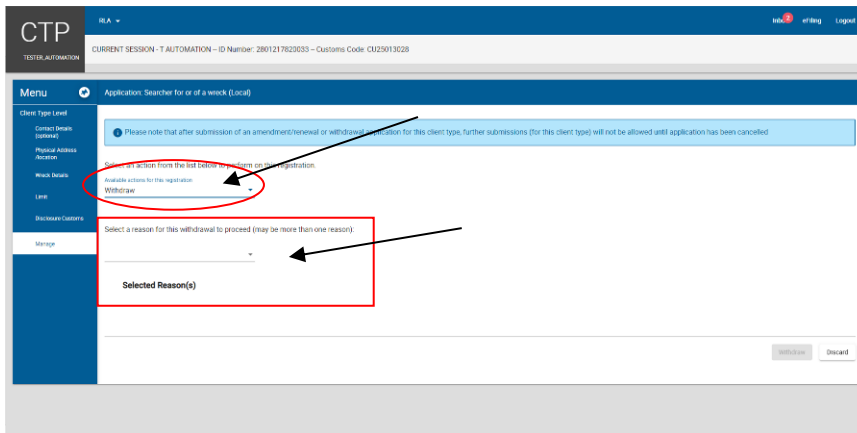 CTP
TESTER, AUTOMATION
RLA
Inbox
2
eFiling
Logout
CURRENT SESSION - T AUTOMATION – ID Number: 2801217820033 – Customs Code: CU25013028
Menu
Client Type Level
Contact Details
(optional)
Physical Address
/location
Wreck Details
Limit
Disclosure Customs
Manage
Application: Searcher for or of a wreck (Local)
Please note that after submission of an amendment/renewal or withdrawal application for this client type, further submissions (for this client type) will not be allowed until application has been cancelled
Select an action from the list below to perform on this registration.
Available actions for this registration
Withdraw
Select a reason for this withdrawal to proceed (may be more than one reason):
Selected Reason(s)
Withdraw
Discard